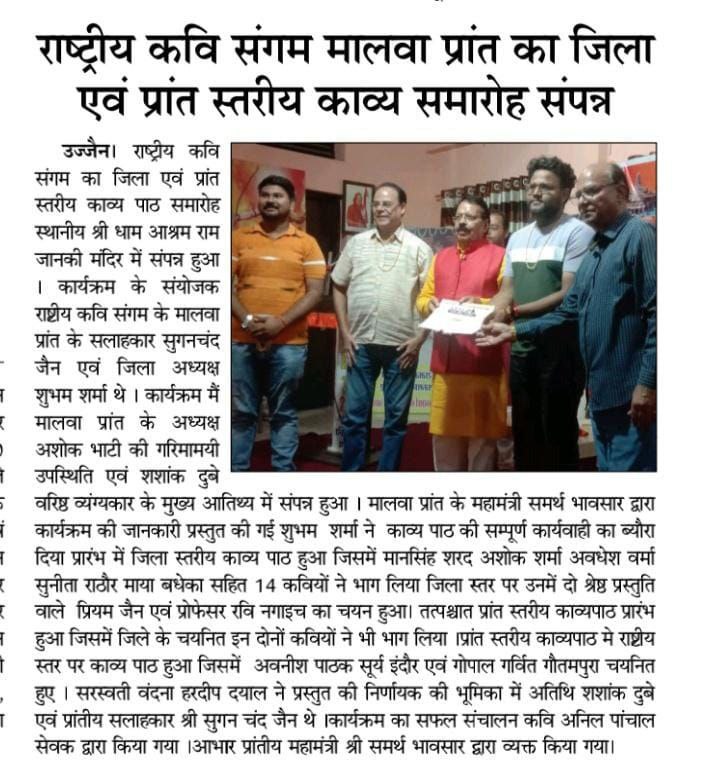 राष्ट्रीय कवि संगम मालवा प्रांत का जिला
एवं प्रांत स्तरीय काव्य समारोह संपन्न
उज्जैन। राष्ट्रीय कवि
संगम का जिला एवं प्रांत
स्तरीय काव्य पाठ समारोह
स्थानीय श्री धाम आश्रम राम
जानकी मंदिर में संपन्न हुआ
। कार्यक्रम के संयोजक
राष्टीय कवि संगम के मालवा
प्रांत के सलाहकार सुगनचंद
जैन एवं जिला अध्यक्ष
शुभम शर्मा थे । कार्यक्रम मैं
मालवा प्रांत के अध्यक्ष
अशोक भाटी की गरिमामयी
उपस्थिति एवं शशांक दुबे
वरिष्ठ व्यंग्यकार के मुख्य आतिथ्य में संपन्न हुआ । मालवा प्रांत के महामंत्री समर्थ भावसार द्वारा
कार्यक्रम की जानकारी प्रस्तुत की गई शुभम शर्मा ने काव्य पाठ की सम्पूर्ण कार्यवाही का ब्यौरा
दिया प्रारंभ में जिला स्तरीय काव्य पाठ हुआ जिसमें मानसिंह शरद अशोक शर्मा अवधेश वर्मा
सुनीता राठौर माया बधेका सहित 14 कवियों ने भाग लिया जिला स्तर पर उनमें दो श्रेष्ठ प्रस्तुति
वाले प्रियम जैन एवं प्रोफेसर रवि नगाइच का चयन हुआ। तत्पश्चात प्रांत स्तरीय काव्यपाठ प्रारंभ
हुआ जिसमें जिले के चयनित इन दोनों कवियों ने भी भाग लिया ।प्रांत स्तरीय काव्यपाठ मे राष्टीय
स्तर पर काव्य पाठ हुआ जिसमें अवनीश पाठक सूर्य इंदौर एवं गोपाल गर्वित गौतमपुरा चयनित
हुए । सरस्वती वंदना हरदीप दयाल ने प्रस्तुत की निर्णायक की भूमिका में अतिथि शशांक दुबे
एवं प्रांतीय सलाहकार श्री सुगन चंद जैन थे ।कार्यक्रम का सफल संचालन कवि अनिल पांचाल
सेवक द्वारा किया गया ।आभार प्रांतीय महामंत्री श्री समर्थ भावसार द्वारा व्यक्त किया गया।